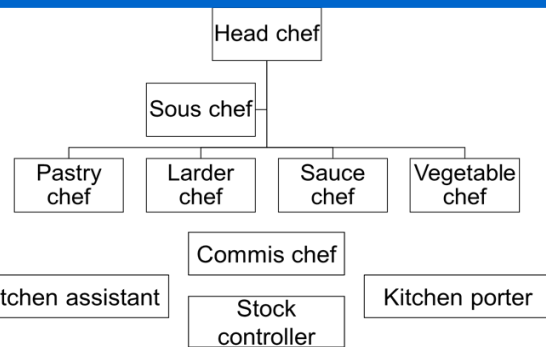 Head chef
Sous chef
Pastry
chef
Larder
chef
Sauce
chef
Vegetable
chef
Commis chef
tchen assistant
Stock
controller
Kitchen porter